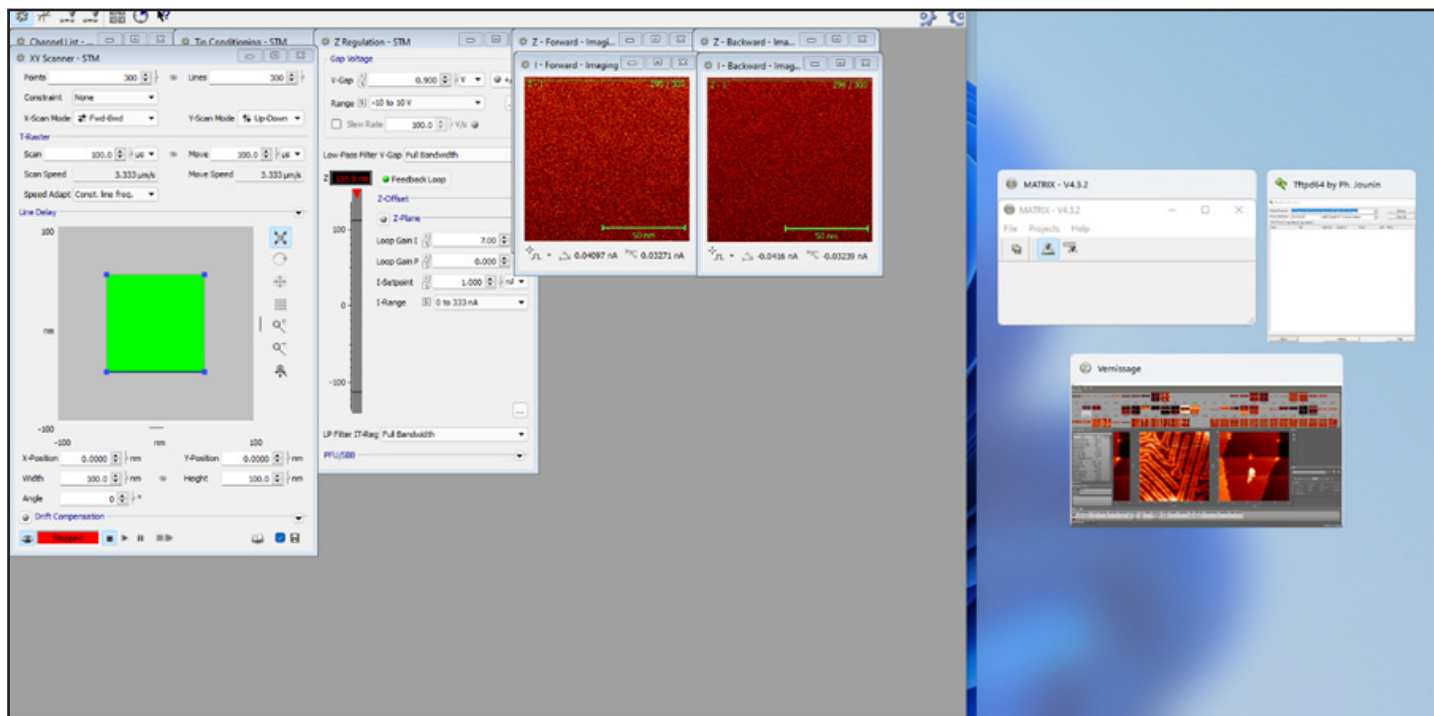 Channel List - ...
Tip Conditioning - STM
Z Regulation - STM
Z - Forward - Imagi...
Z - Backward - Ima...
XY Scanner - STM
Points 300 Lines 300
Constraint None
X-Scan Mode Fwd-Bwd Y-Scan Mode Up-Down
T-Raster
Scan 100.0 µs Move 100.0 µs
Scan Speed 3.333 µm/s Move Speed 3.333 µm/s
Speed Adapt Const. line freq.
Line Delay
100
nm
-100
-100 nm 100
X-Position 0.0000 nm Y-Position 0.0000 nm
Width 100.0 nm Height 100.0 nm
Angle 0 °
Drift Compensation
Stopped
Gap Voltage
V-Gap 0.900 V
Range -10 to 10 V
Slew Rate 100.0 V/s
Low-Pass Filter V-Gap Full Bandwidth
Z Feedback Loop
Z-Offset
Z-Plane
100
Loop Gain I 7.00
Loop Gain P 0.000
I-Setpoint 1.000
0
I-Range 0 to 333 nA
-100
...
LP Filter IT-Reg Full Bandwidth
PFU/SBB
I - Forward - Imaging
50 nm
0.04097 nA 0.03271 nA
I - Backward - Imag...
50 nm
-0.0416 nA -0.03239 nA
MATRIX - V4.3.2
MATRIX - V4.3.2
File Projects Help
Tftpd64 by Ph. Jounin
Vernissage